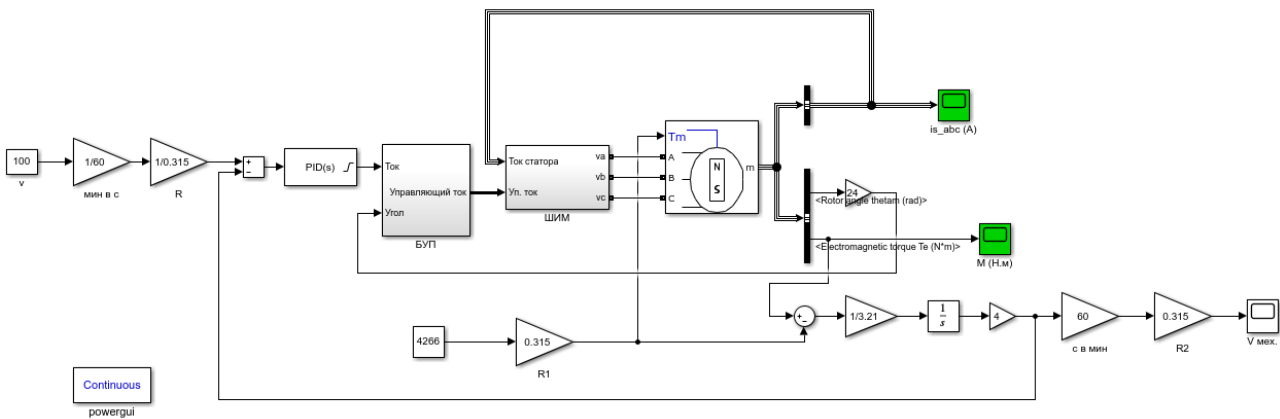 is_abc (A)
100
v
1/60
мин в с
1/0.315
R
+
−
PID(s)
Ток
Управляющий ток
Угол
БУП
Ток статора
Уп. ток
va
vb
vc
ШИМ
Tm
A
B
C
N
S
m
24
<Rotor angle thetam (rad)>
<Electromagnetic torque Te (N*m)>
M (Н.м)
4266
0.315
R1
+
−
1/3.21
1
s
4
60
с в мин
0.315
R2
V мех.
Continuous
powergui